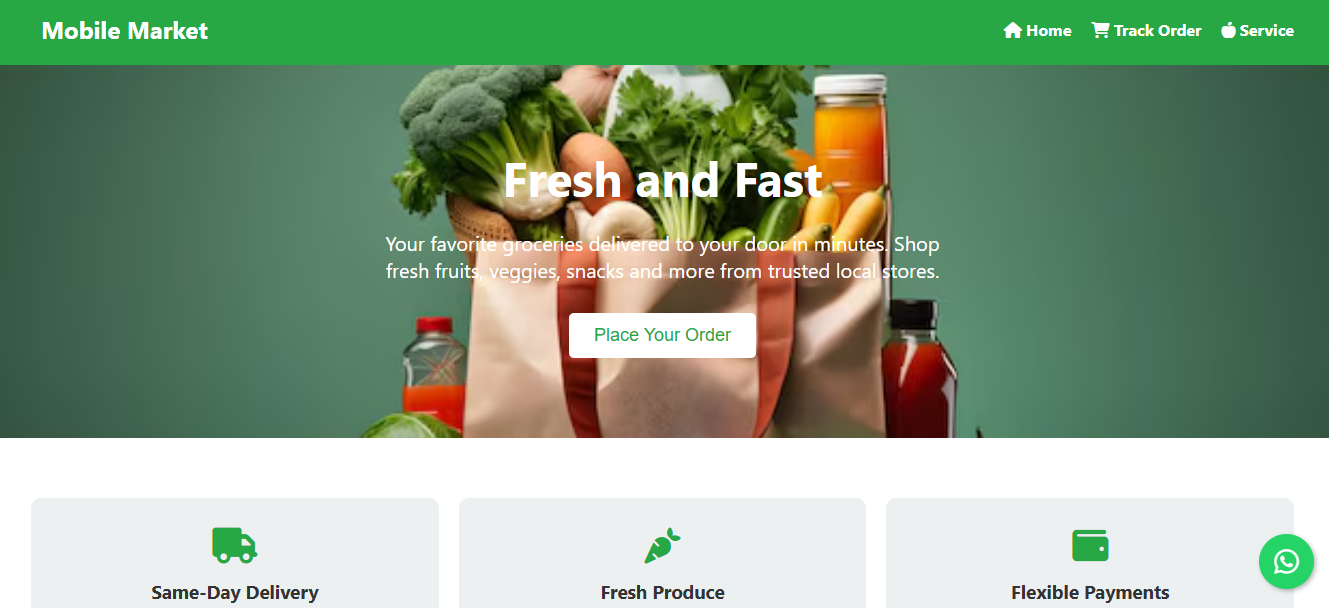 Mobile Market
Home Track Order Service
Fresh and Fast
Your favorite groceries delivered to your door in minutes. Shop
fresh fruits, veggies, snacks and more from trusted local stores.
Place Your Order
Same-Day Delivery
Fresh Produce
Flexible Payments